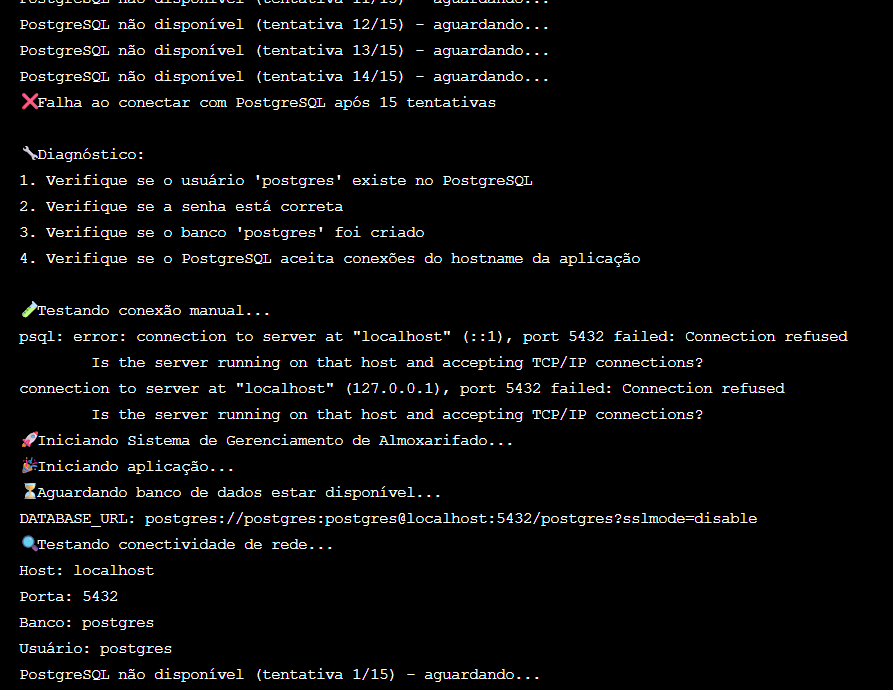 PostgreSQL não disponível (tentativa 11/15) - aguardando...
PostgreSQL não disponível (tentativa 12/15) - aguardando...
PostgreSQL não disponível (tentativa 13/15) - aguardando...
PostgreSQL não disponível (tentativa 14/15) - aguardando...
❌Falha ao conectar com PostgreSQL após 15 tentativas
🔧Diagnóstico:
1. Verifique se o usuário 'postgres' existe no PostgreSQL
2. Verifique se a senha está correta
3. Verifique se o banco 'postgres' foi criado
4. Verifique se o PostgreSQL aceita conexões do hostname da aplicação
🧪Testando conexão manual...
psql: error: connection to server at "localhost" (::1), port 5432 failed: Connection refused
Is the server running on that host and accepting TCP/IP connections?
connection to server at "localhost" (127.0.0.1), port 5432 failed: Connection refused
Is the server running on that host and accepting TCP/IP connections?
🚀Iniciando Sistema de Gerenciamento de Almoxarifado...
🎉Iniciando aplicação...
⏳Aguardando banco de dados estar disponível...
DATABASE_URL: postgres://postgres:postgres@localhost:5432/postgres?sslmode=disable
🔍Testando conectividade de rede...
Host: localhost
Porta: 5432
Banco: postgres
Usuário: postgres
PostgreSQL não disponível (tentativa 1/15) - aguardando...